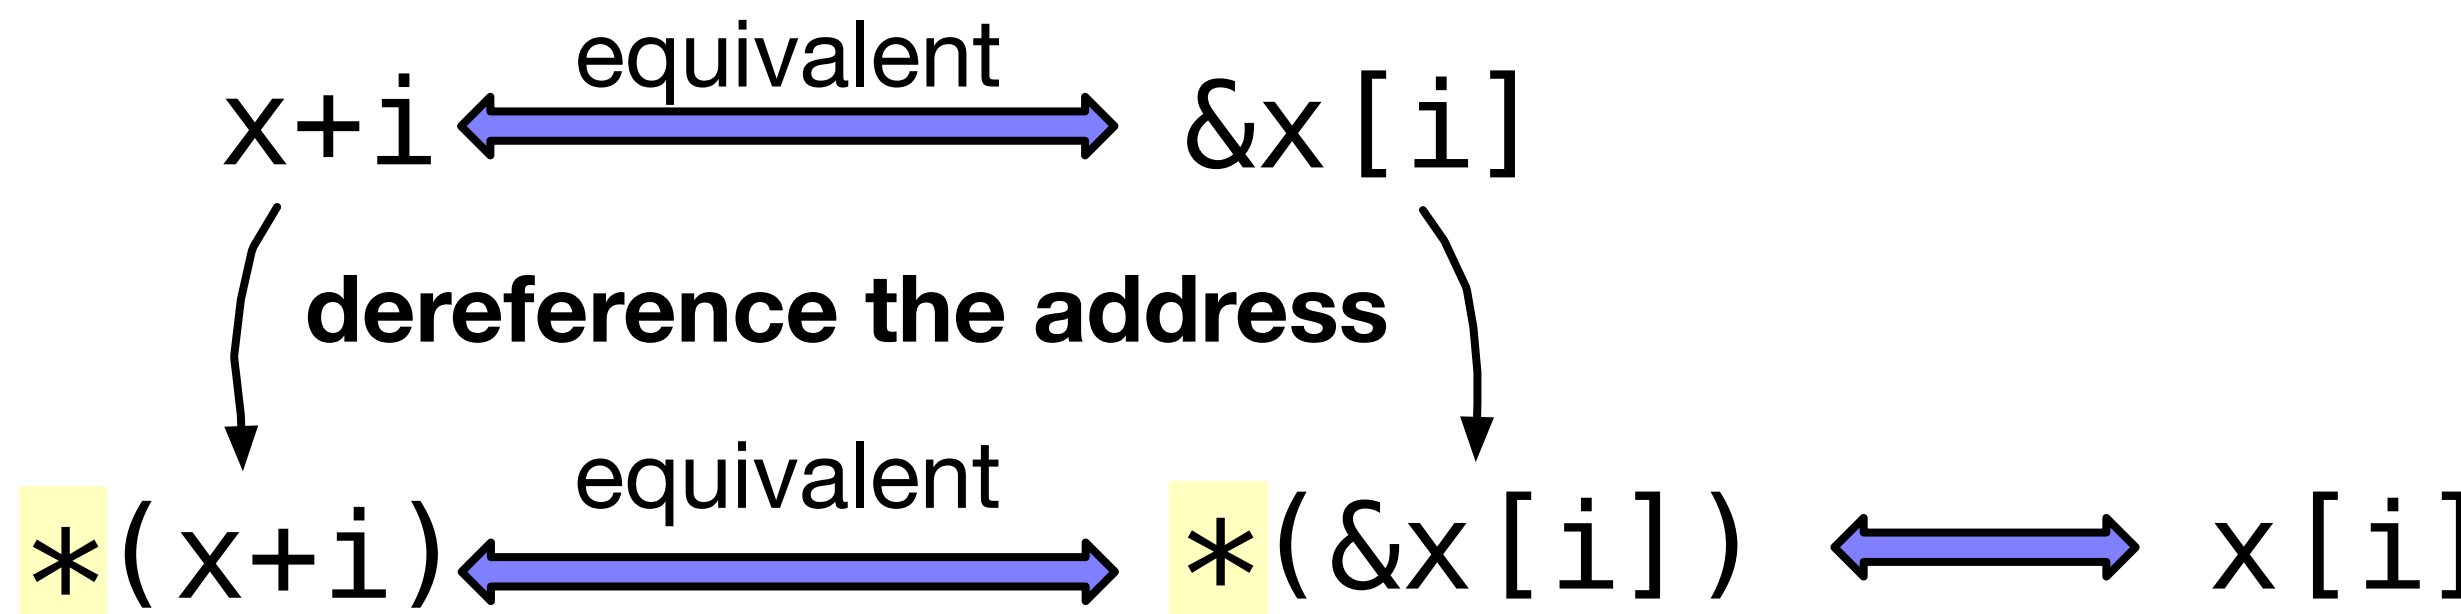 equivalent
x+i &x[i]
dereference the address
equivalent
*(x+i) *(&x[i]) x[i]